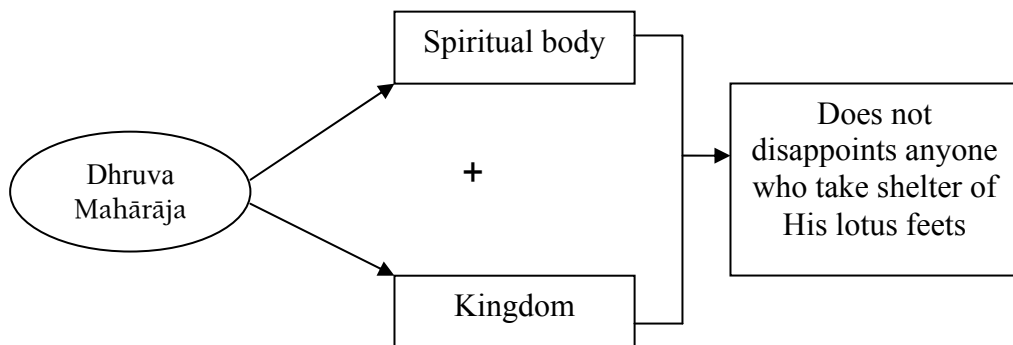 Spiritual body
Dhruva
Mahārāja
+
Does not
disappoints anyone
who take shelter of
His lotus feets
Kingdom